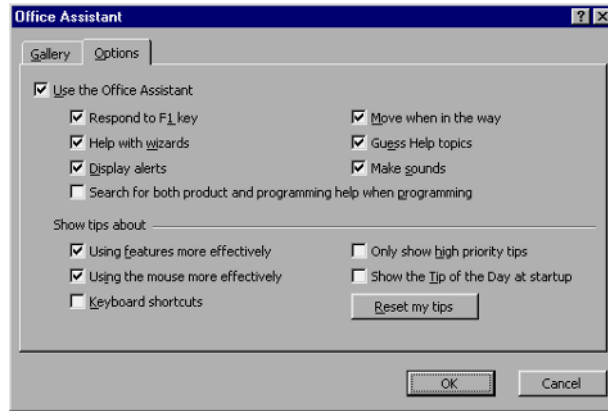 Office Assistant
Gallery Options
Use the Office Assistant
Respond to F1 key Move when in the way
Help with wizards Guess Help topics
Display alerts Make sounds
Search for both product and programming help when programming
Show tips about
Using features more effectively Only show high priority tips
Using the mouse more effectively Show the Tip of the Day at startup
Keyboard shortcuts Reset my tips
OK Cancel